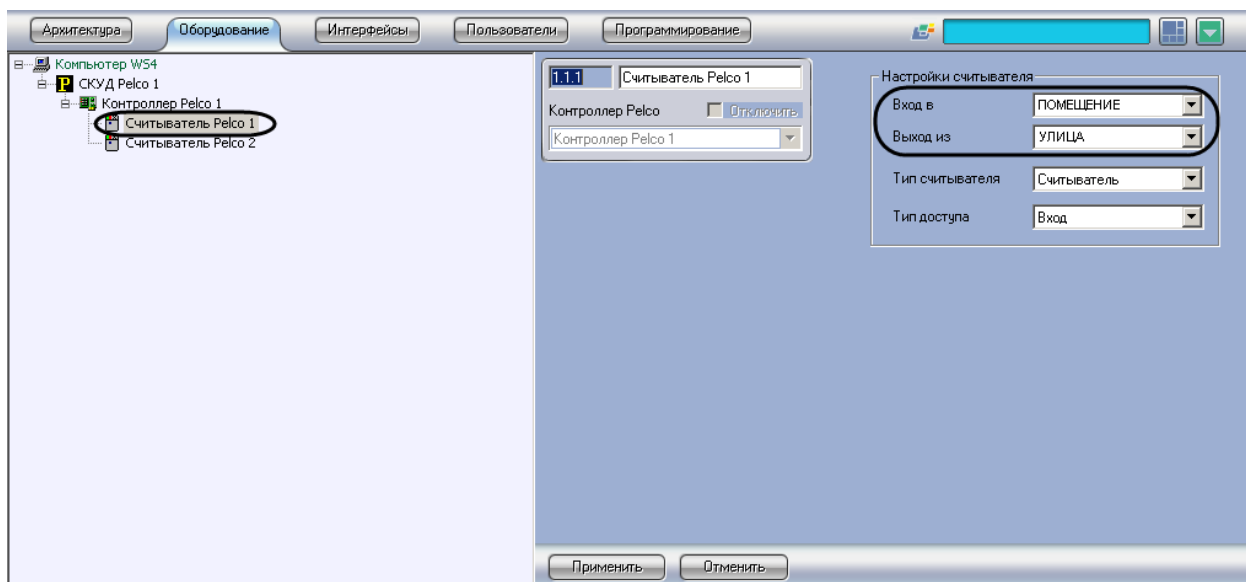 Архитектура Оборудование Интерфейсы Пользователи Программирование
Компьютер WS4
СКУД Pelco 1
Контроллер Pelco 1
Считыватель Pelco 1
Считыватель Pelco 2
1.1.1 Считыватель Pelco 1
Контроллер Pelco Отключить
Контроллер Pelco 1
Настройки считывателя
Вход в ПОМЕЩЕНИЕ
Выход из УЛИЦА
Тип считывателя Считыватель
Тип доступа Вход
Применить Отменить